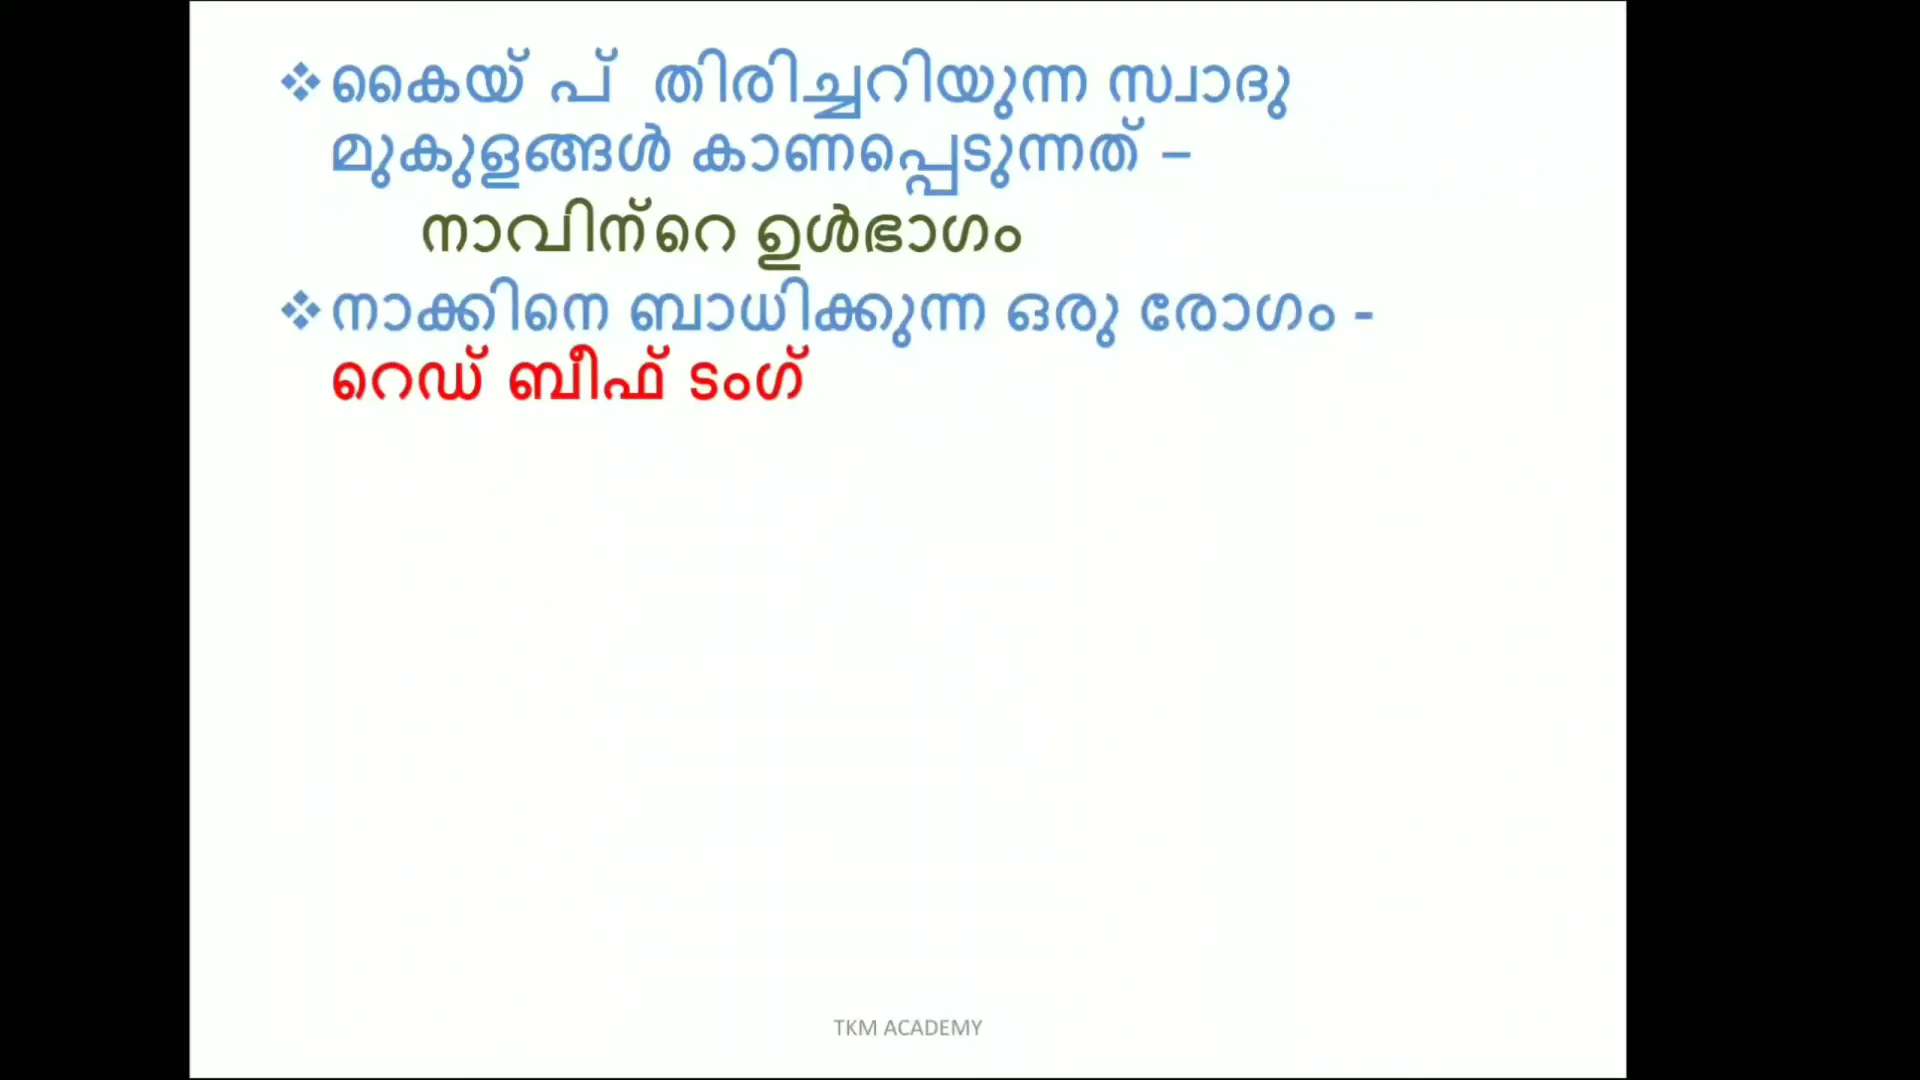 ❖കൈയ് പ് തിരിച്ചറിയുന്ന സ്വാദു
മുകുളങ്ങൾ കാണപ്പെടുന്നത് –
നാവിന്റെ ഉൾഭാഗം
❖നാക്കിനെ ബാധിക്കുന്ന ഒരു രോഗം -
റെഡ് ബീഫ് ടംഗ്
TKM ACADEMY